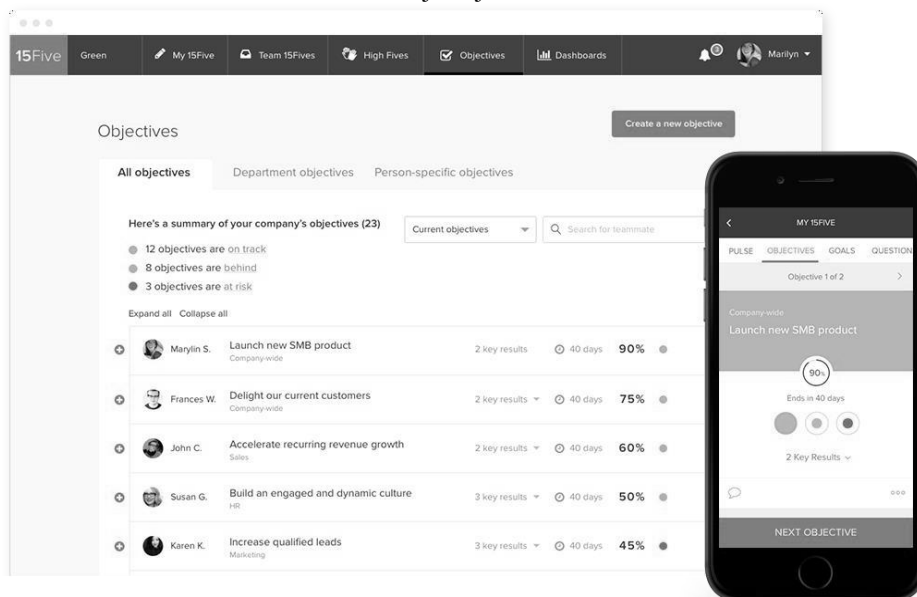 15Five Green My 15Five Team 15Fives High Fives Objectives Dashboards 3 Marilyn
Objectives
Create a new objective
All objectives Department objectives Person-specific objectives
Here's a summary of your company's objectives (23)
Current objectives
Search for teammate
12 objectives are on track
8 objectives are behind
3 objectives are at risk
Expand all Collapse all
Marylin S. Launch new SMB product 2 key results 40 days 90%
Company-wide
Frances W. Delight our current customers 2 key results 40 days 75%
Company-wide
John C. Accelerate recurring revenue growth 2 key results 40 days 60%
Sales
Susan G. Build an engaged and dynamic culture 3 key results 40 days 50%
HR
Karen K. Increase qualified leads 3 key results 40 days 45%
Marketing
MY 15FIVE
PULSE OBJECTIVES GOALS QUESTION
Objective 1 of 2
Company-wide
Launch new SMB product
90%
Ends in 40 days
2 Key Results
NEXT OBJECTIVE